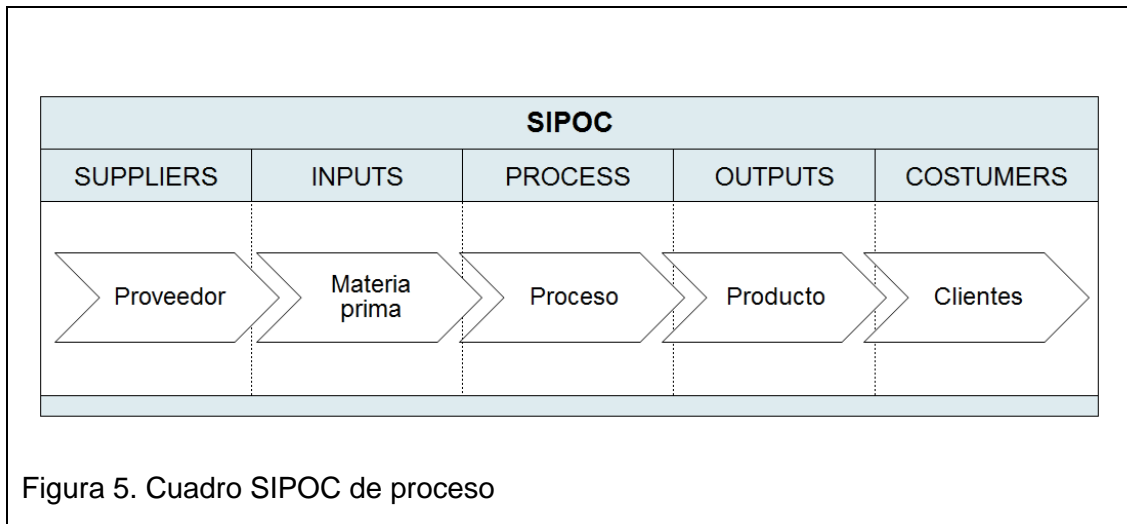 SIPOC
SUPPLIERS INPUTS PROCESS OUTPUTS COSTUMERS
Proveedor Materia prima Proceso Producto Clientes
Figura 5. Cuadro SIPOC de proceso